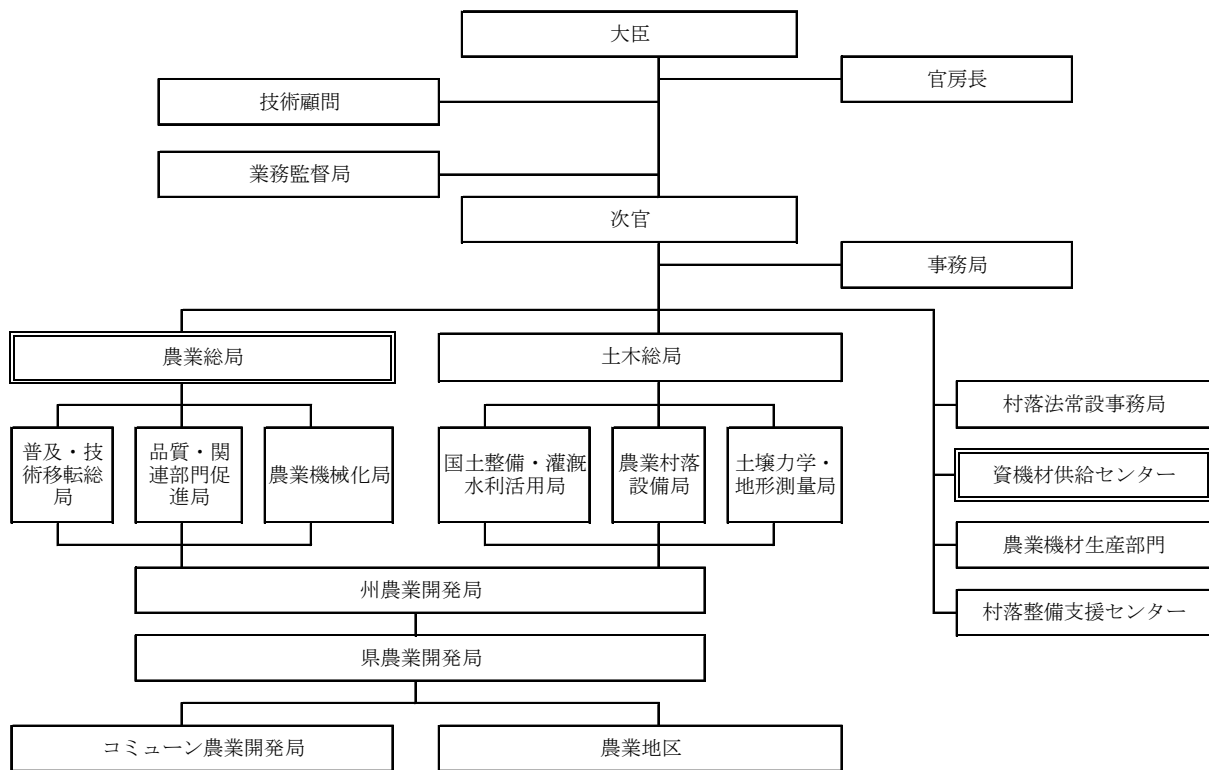 大臣
官房長
技術顧問
業務監督局
次官
事務局
農業総局
土木総局
村落法常設事務局
普及・技
術移転総
局
品質・関
連部門促
進局
農業機械化局
国土整備・灌漑
水利活用局
農業村落
設備局
土壌力学・
地形測量局
資機材供給センター
農業機材生産部門
州農業開発局
村落整備支援センター
県農業開発局
コミューン農業開発局
農業地区